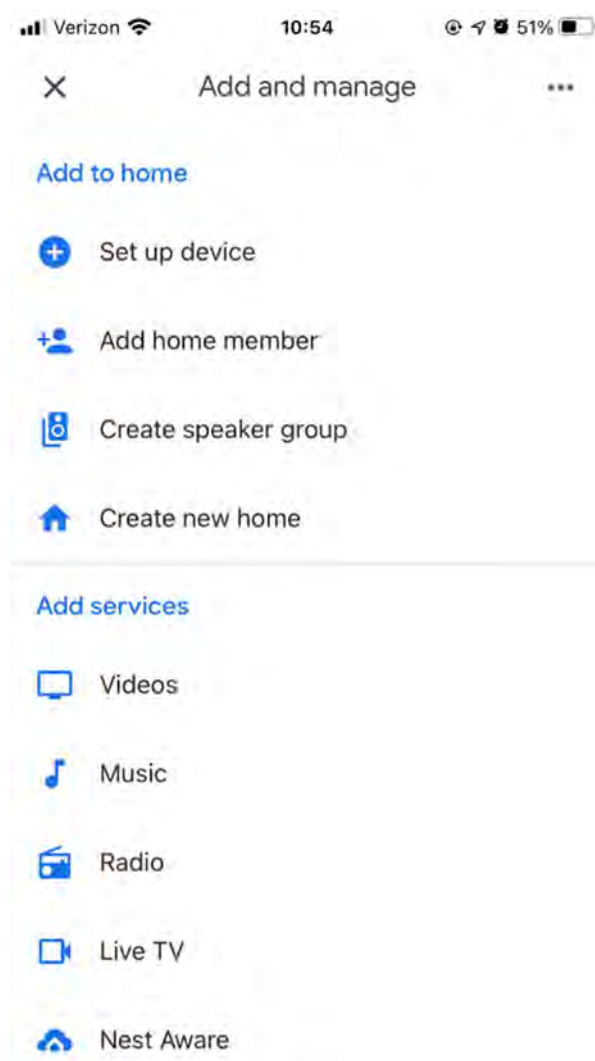 Verizon 10:54 51%
Add and manage
Add to home
Set up device
Add home member
Create speaker group
Create new home
Add services
Videos
Music
Radio
Live TV
Nest Aware